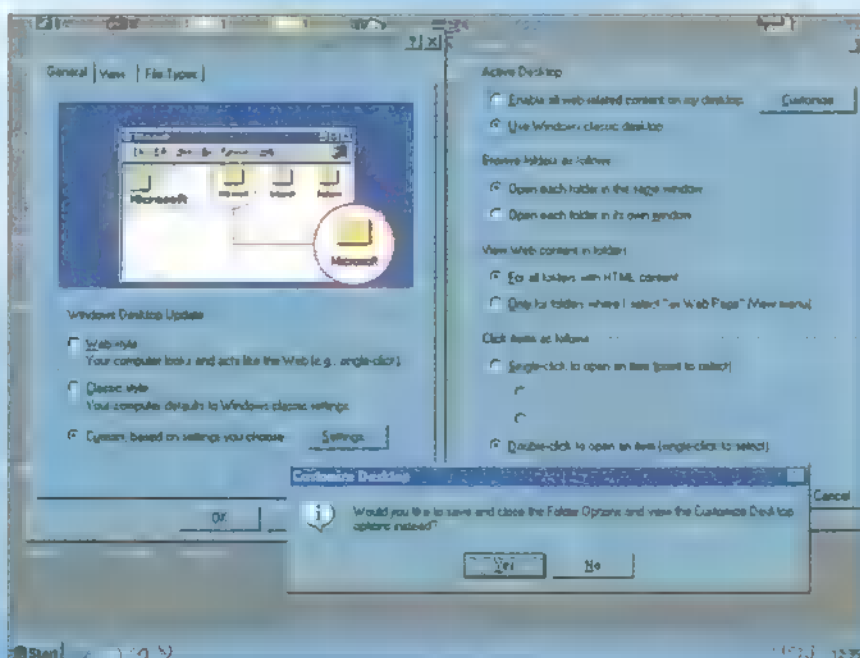 General View File Types
Windows Desktop Update
Web style
Your computer looks and acts like the Web (e.g., single-click).
Classic style
Your computer defaults to Windows classic settings.
Custom, based on settings you choose Settings...
OK
Active Desktop
Enable all web-related content on my desktop Customize
Use Windows classic desktop
Browse folders as follows
Open each folder in the same window
Open each folder in its own window
View Web content in folders
For all folders with HTML content
Only for folders where I select "as Web Page" (View menu)
Click items as follows
Single-click to open an item (point to select)
Double-click to open an item (single-click to select)
Cancel
Customize Desktop
Would you like to save and close the Folder Options and view the Customize Desktop
options instead?
Yes No
Microsoft
Microsoft
Start